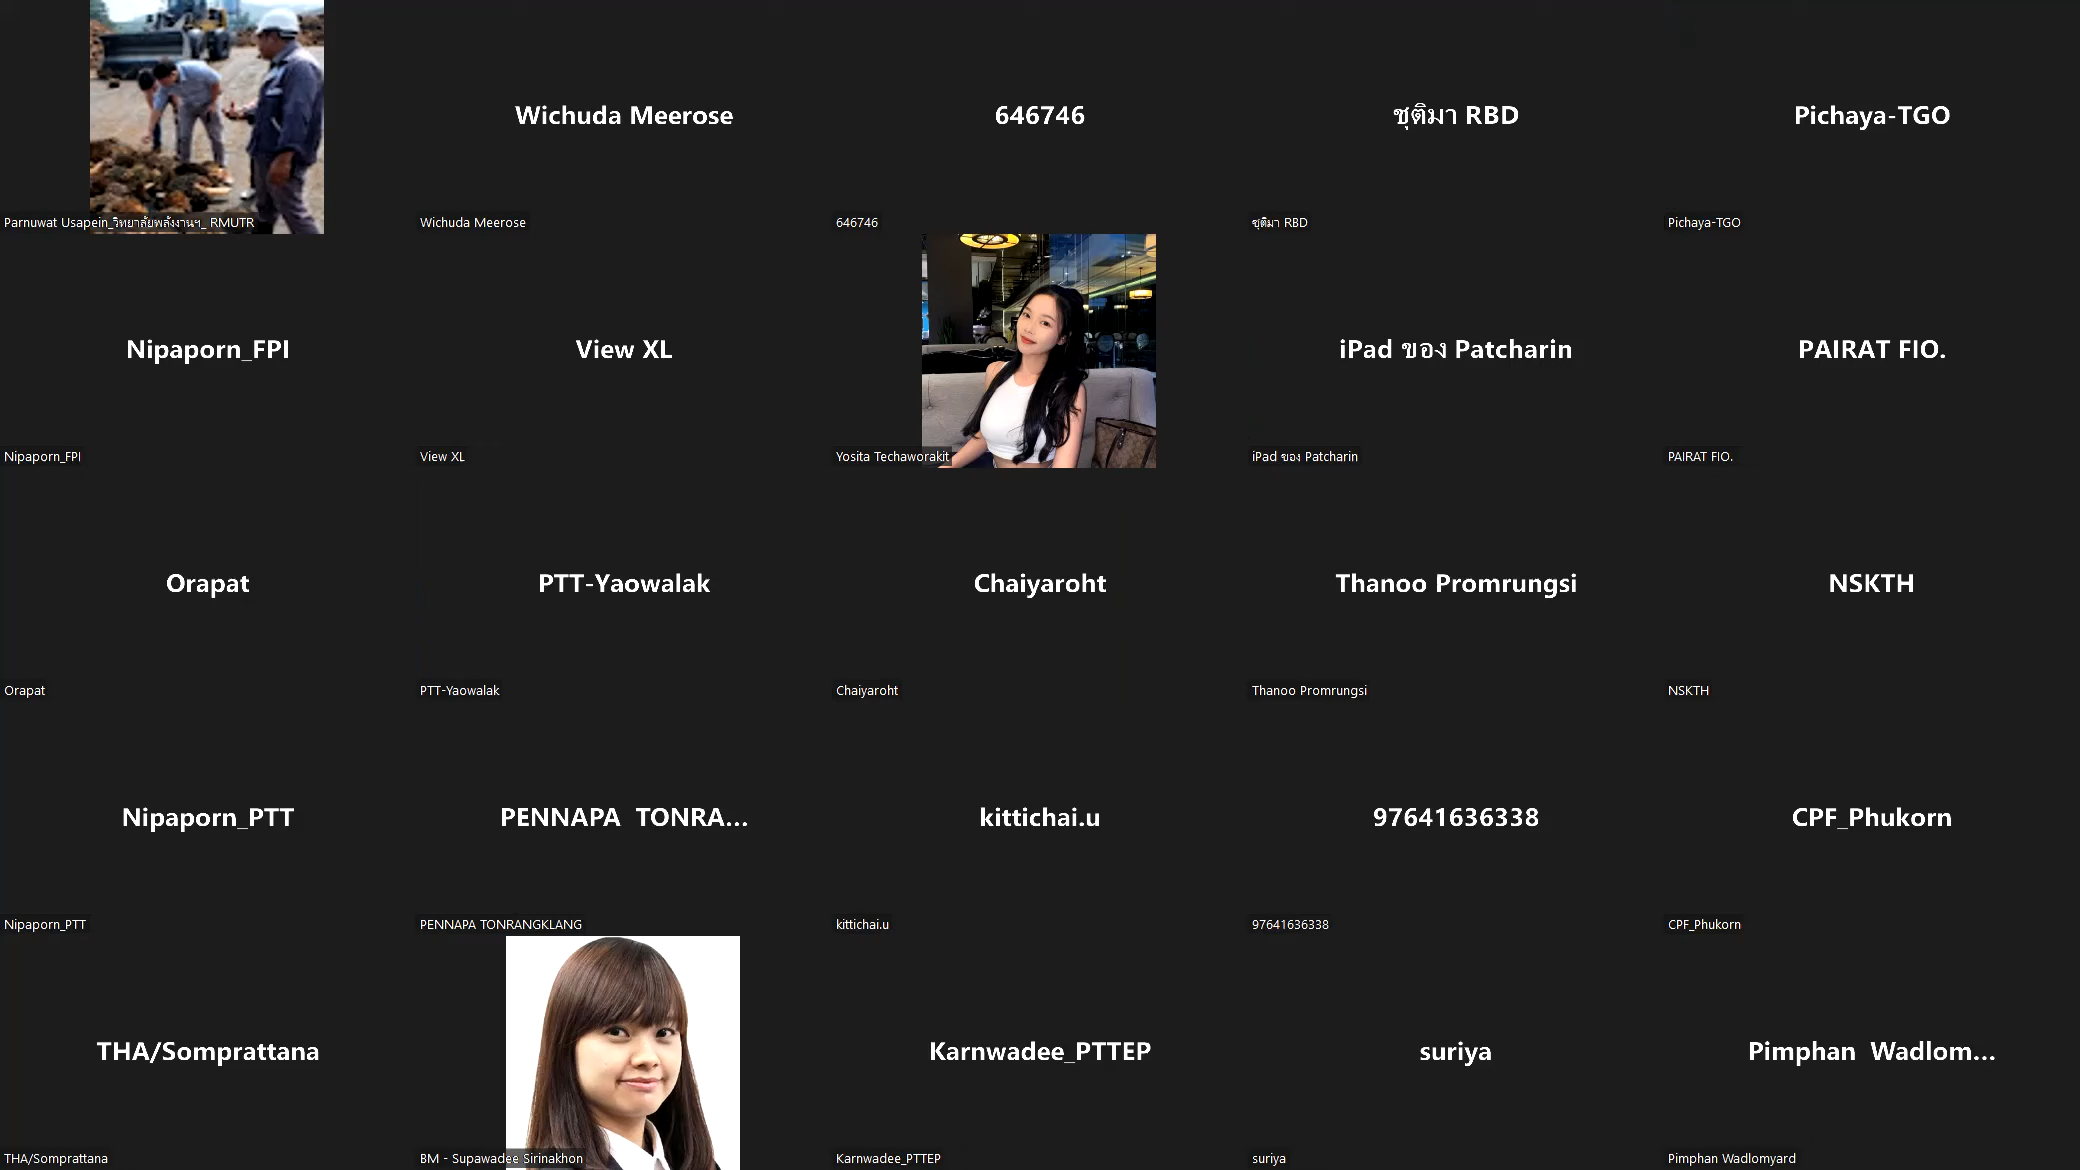 Parnuwat Usapein_วิทยาลัยพลังงานฯ_ RMUTR
Wichuda Meerose
Wichuda Meerose
646746
646746
ชุติมา RBD
ชุติมา RBD
Pichaya-TGO
Pichaya-TGO
Nipaporn_FPI
Nipaporn_FPI
View XL
View XL
Yosita Techaworakit
iPad ของ Patcharin
iPad ของ Patcharin
PAIRAT FIO.
PAIRAT FIO.
Orapat
Orapat
PTT-Yaowalak
PTT-Yaowalak
Chaiyaroht
Chaiyaroht
Thanoo Promrungsi
Thanoo Promrungsi
NSKTH
NSKTH
Nipaporn_PTT
Nipaporn_PTT
PENNAPA TONRA...
PENNAPA TONRANGKLANG
kittichai.u
kittichai.u
97641636338
97641636338
CPF_Phukorn
CPF_Phukorn
THA/Somprattana
THA/Somprattana
BM - Supawadee Sirinakhon
Karnwadee_PTTEP
Karnwadee_PTTEP
suriya
suriya
Pimphan Wadlom...
Pimphan Wadlomyard